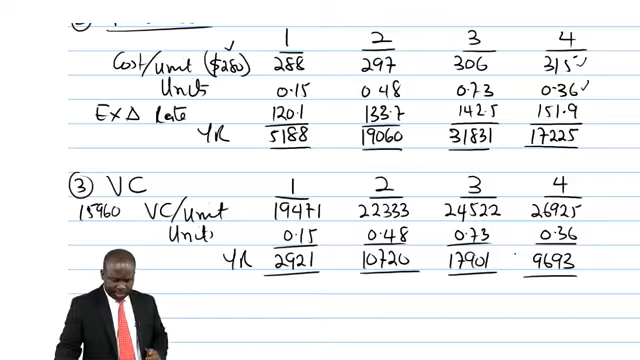 1 2 3 4
Cost/unit ($280) 288 297 306 315
Units 0.15 0.48 0.73 0.36
EXΔ Rate 120.1 133.7 142.5 151.9
YR 5188 19060 31831 17225
③ VC 1 2 3 4
15960 VC/Unit 19471 22333 24522 26925
Units 0.15 0.48 0.73 0.36
YR 2921 10720 17901 9693